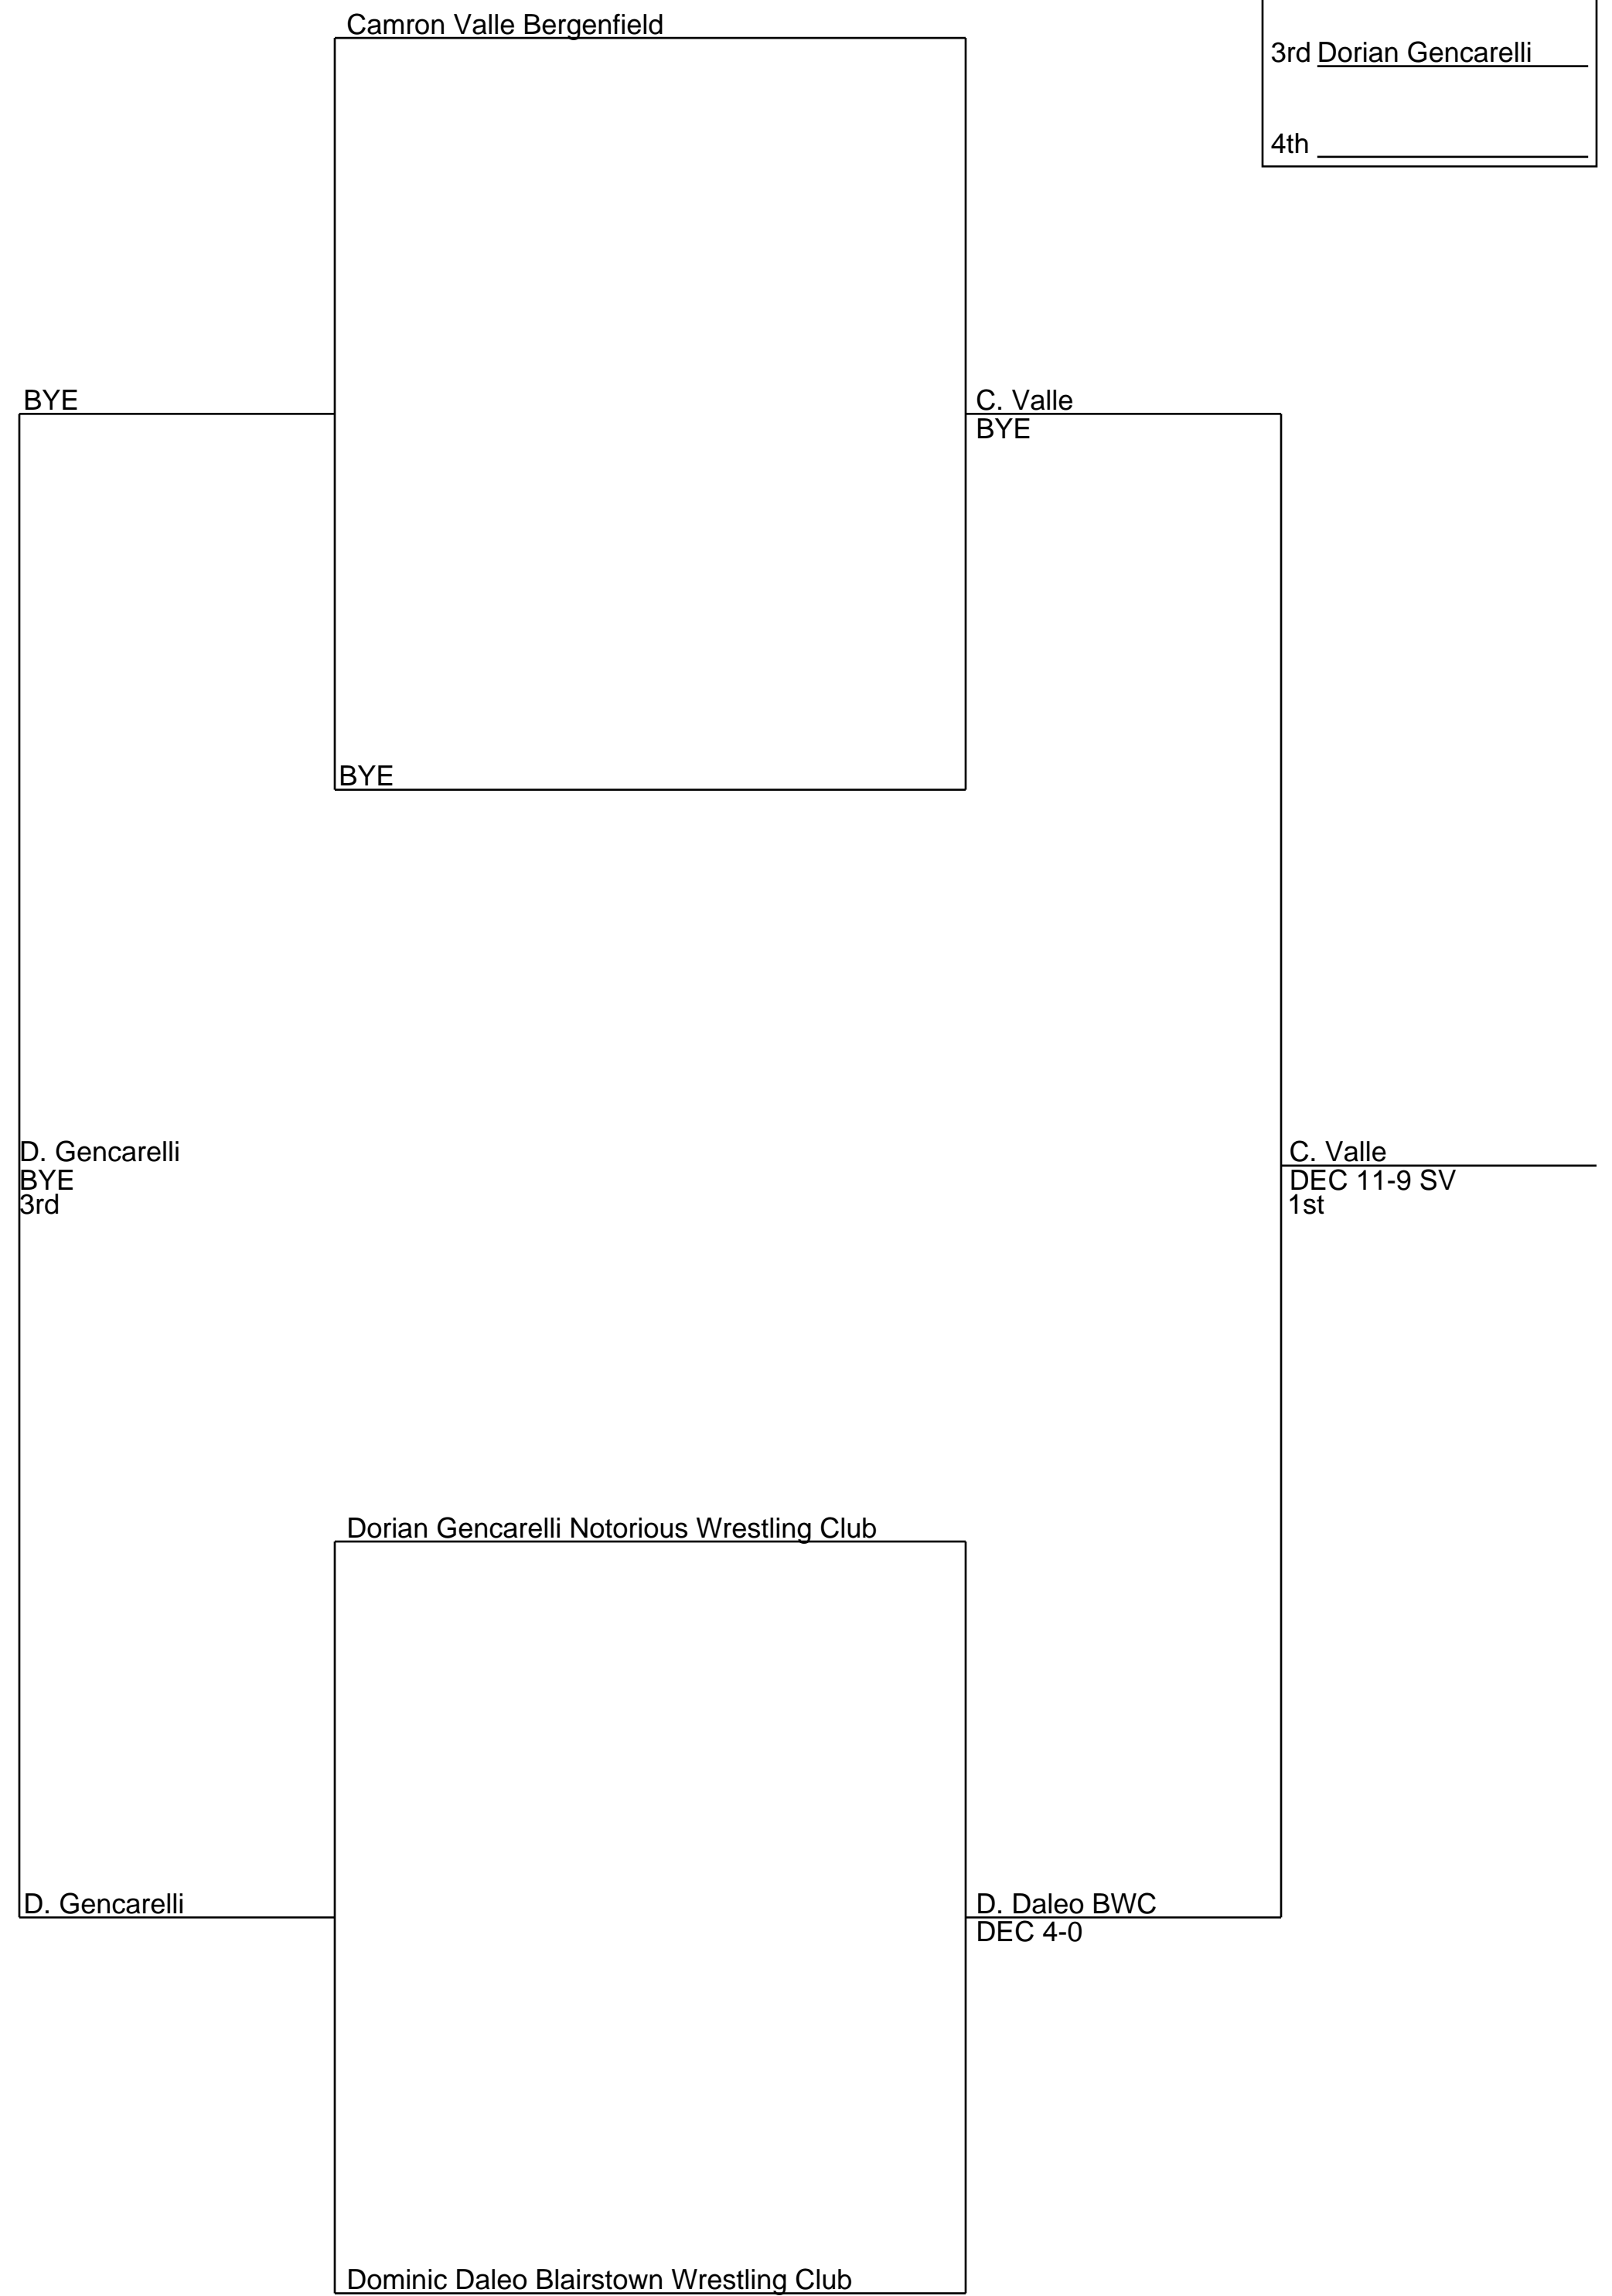 Camron Valle Bergenfield
3rd Dorian Gencarelli
4th
BYE
C. Valle
BYE
BYE
D. Gencarelli
BYE
3rd
C. Valle
DEC 11-9 SV
1st
Dorian Gencarelli Notorious Wrestling Club
D. Gencarelli
D. Daleo BWC
DEC 4-0
Dominic Daleo Blairstown Wrestling Club